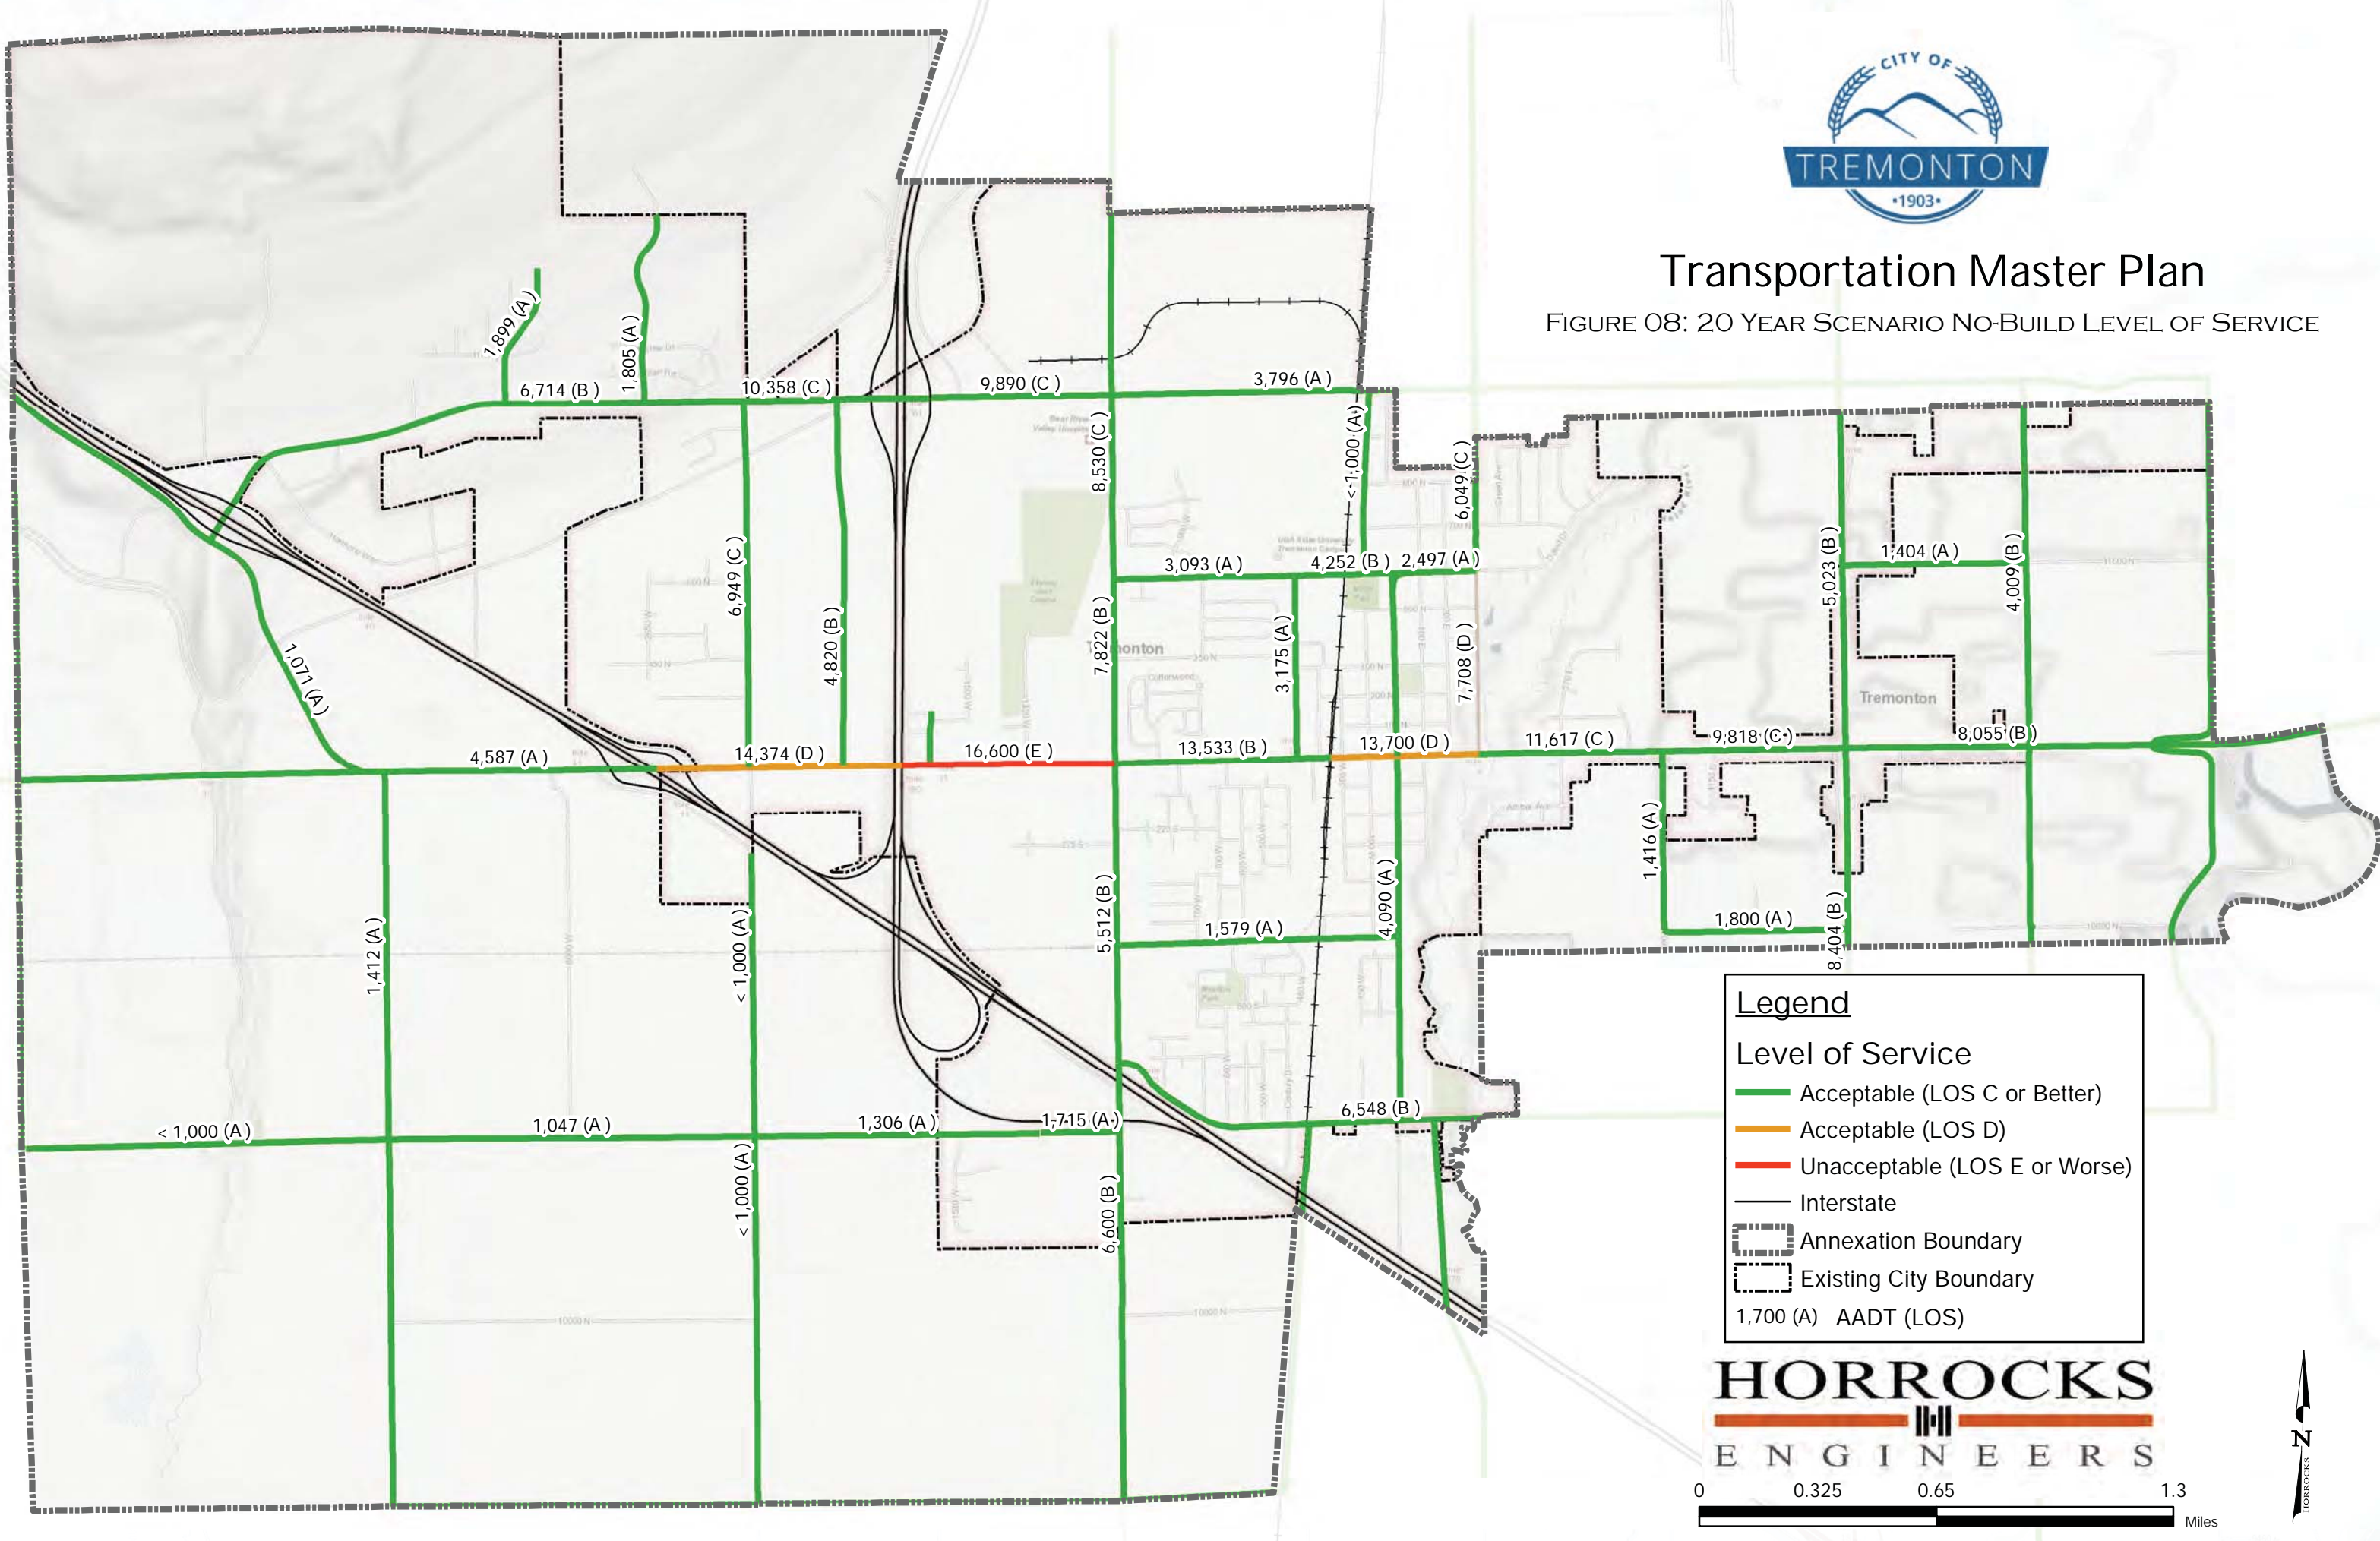 CITY OF
TREMONTON
•1903•
Transportation Master Plan
FIGURE 08: 20 YEAR SCENARIO NO-BUILD LEVEL OF SERVICE
1,899 (A)
1,805 (A)
6,714 (B)
10,358 (C)
9,890 (C)
3,796 (A)
8,530 (C)
< 1,000 (A)
6,049 (C)
6,949 (C)
4,820 (B)
3,093 (A)
4,252 (B)
2,497 (A)
5,023 (B)
1,404 (A)
4,009 (B)
7,822 (B)
3,175 (A)
7,708 (D)
1,071 (A)
Tremonton
4,587 (A)
14,374 (D)
16,600 (E)
13,533 (B)
13,700 (D)
11,617 (C)
9,818 (C)
8,055 (B)
1,416 (A)
5,512 (B)
4,090 (A)
1,412 (A)
< 1,000 (A)
1,579 (A)
1,800 (A)
8,404 (B)
< 1,000 (A)
1,047 (A)
1,306 (A)
1,715 (A)
6,548 (B)
< 1,000 (A)
6,600 (B)
10000 N
10000 N
Legend
Level of Service
Acceptable (LOS C or Better)
Acceptable (LOS D)
Unacceptable (LOS E or Worse)
Interstate
Annexation Boundary
Existing City Boundary
1,700 (A) AADT (LOS)
HORROCKS
ENGINEERS
0 0.325 0.65 1.3
Miles
N
HORROCKS